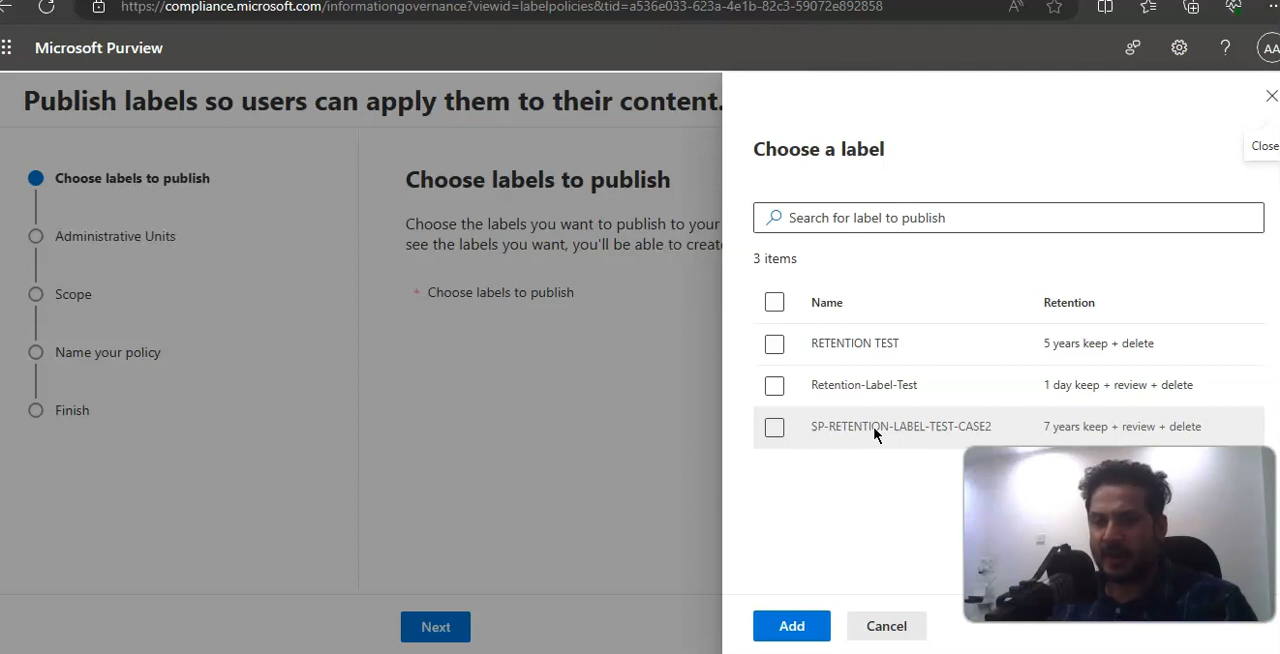 https://compliance.microsoft.com/informationgovernance?viewid=labelpolicies&tid=a536e033-623a-4e1b-82c3-59072e892858
Microsoft Purview
AA
Publish labels so users can apply them to their content.
Choose labels to publish
Administrative Units
Scope
Name your policy
Finish
Choose labels to publish
Choose the labels you want to publish to your
see the labels you want, you'll be able to create
* Choose labels to publish
Next
Close
Choose a label
Search for label to publish
3 items
Name Retention
RETENTION TEST 5 years keep + delete
Retention-Label-Test 1 day keep + review + delete
SP-RETENTION-LABEL-TEST-CASE2 7 years keep + review + delete
Add Cancel